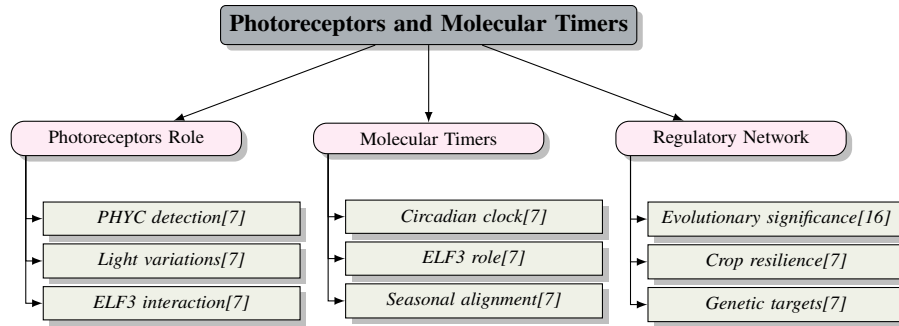 Photoreceptors and Molecular Timers
Photoreceptors Role
PHYC detection[7]
Light variations[7]
ELF3 interaction[7]
Molecular Timers
Circadian clock[7]
ELF3 role[7]
Seasonal alignment[7]
Regulatory Network
Evolutionary significance[16]
Crop resilience[7]
Genetic targets[7]